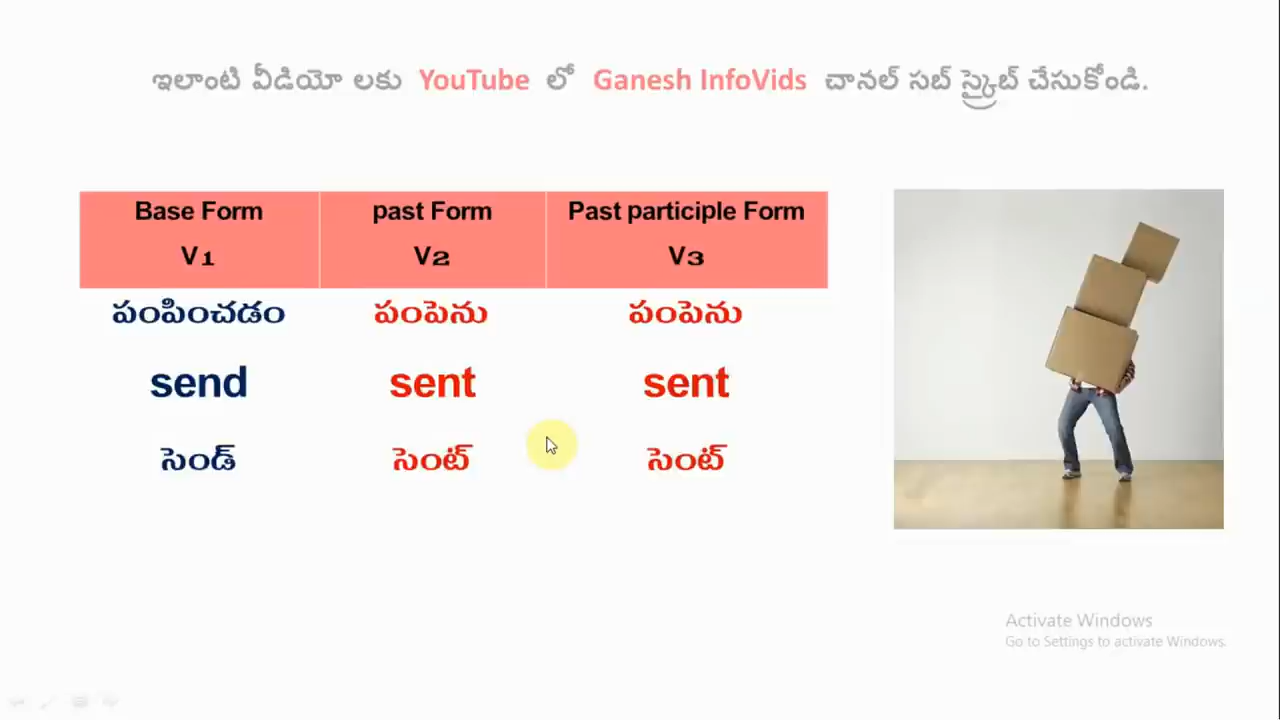 ఇలాంటి వీడియో లకు YouTube లో Ganesh InfoVids చానల్ సబ్ స్క్రైబ్ చేసుకోండి.
Base Form past Form Past participle Form
V1 V2 V3
పంపించడం పంపెను పంపెను
send sent sent
సెండ్ సెంట్ సెంట్
Activate Windows
Go to Settings to activate Windows.